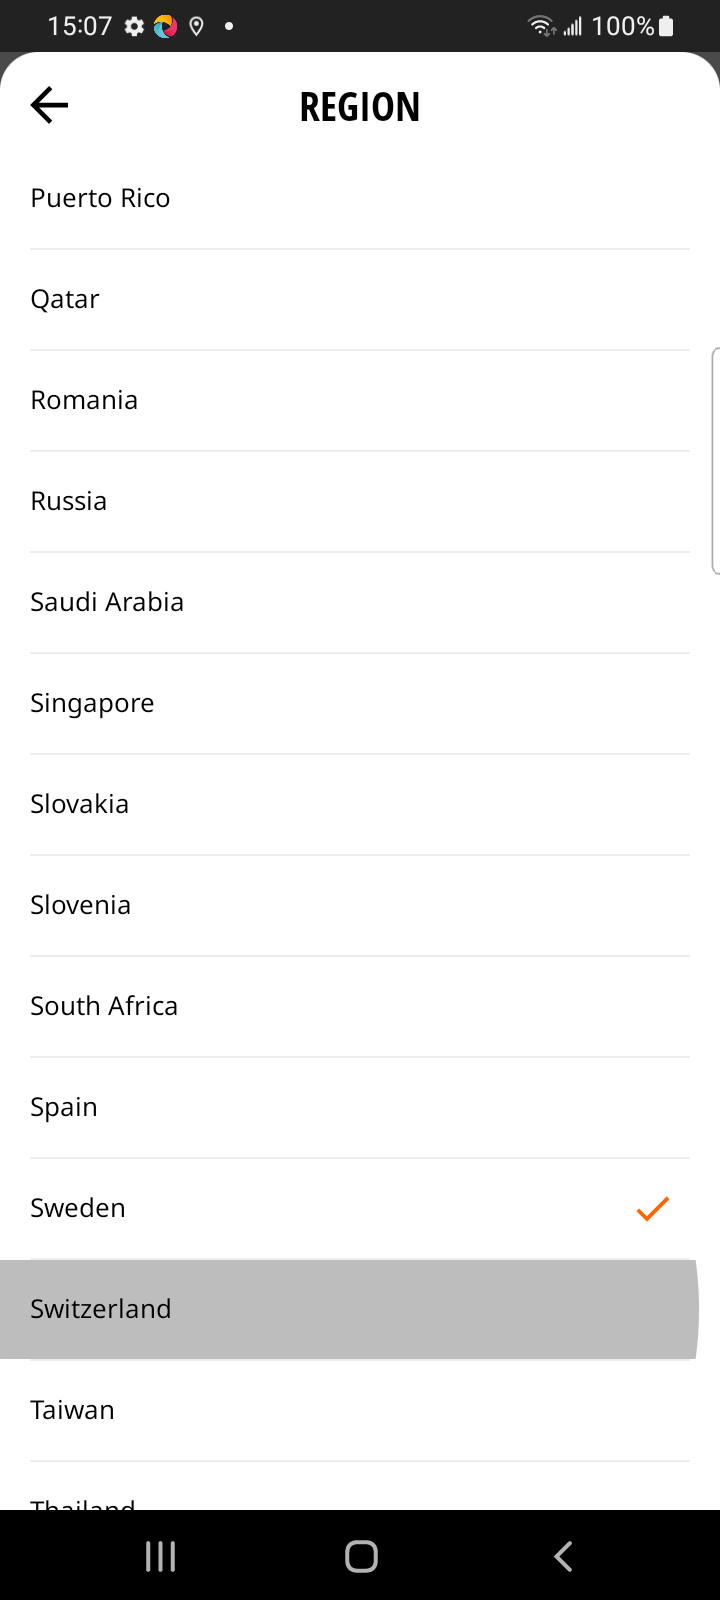 15:07 100%
REGION
Puerto Rico
Qatar
Romania
Russia
Saudi Arabia
Singapore
Slovakia
Slovenia
South Africa
Spain
Sweden
Switzerland
Taiwan
Thailand